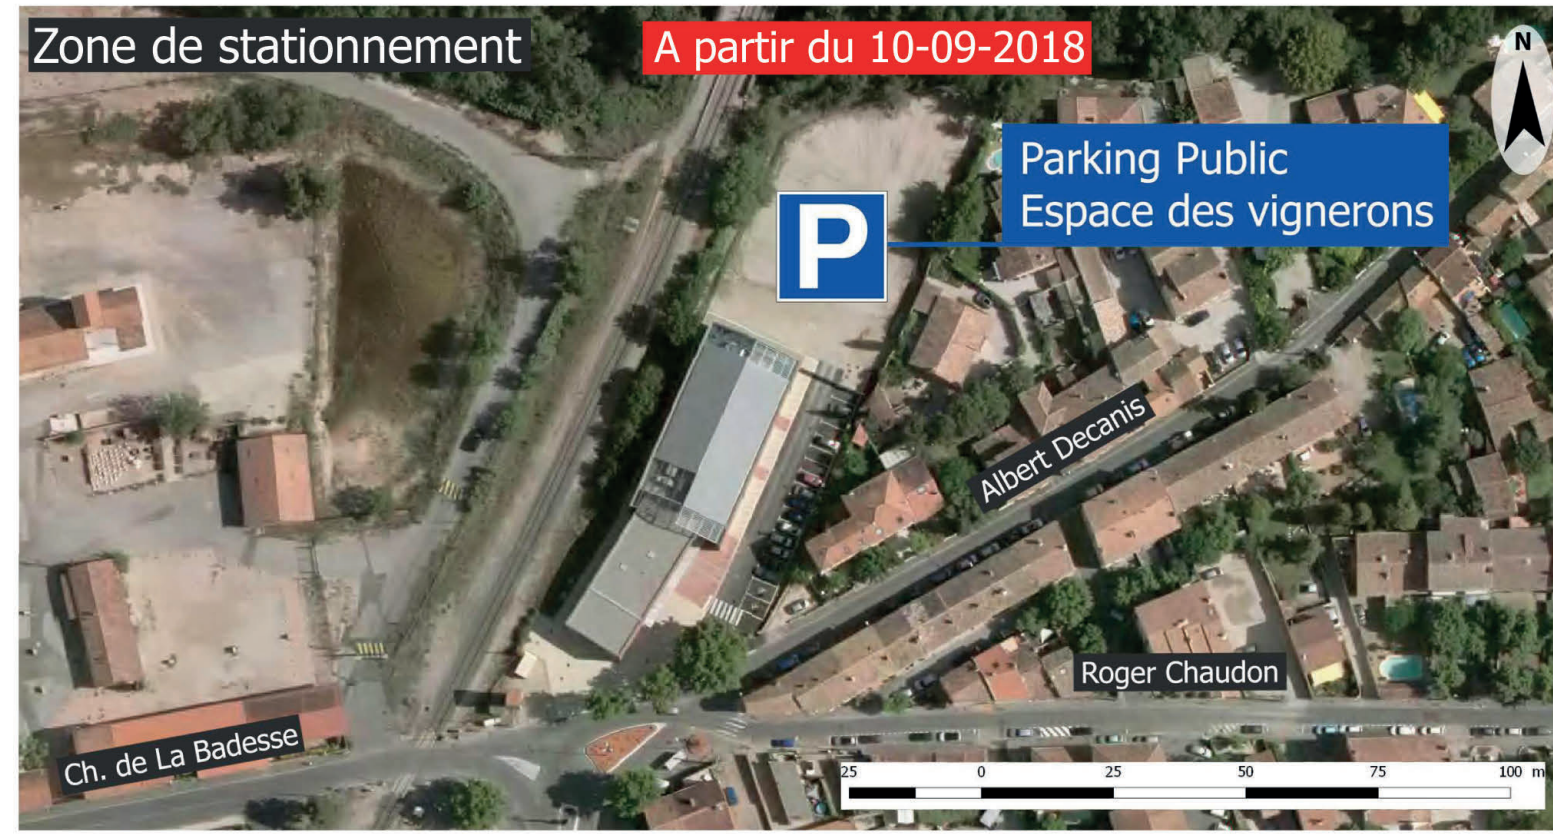 Zone de stationnement
A partir du 10-09-2018
N
Parking Public
Espace des vignerons
P
Albert Decanis
Roger Chaudon
Ch. de La Badesse
25 0 25 50 75 100 m